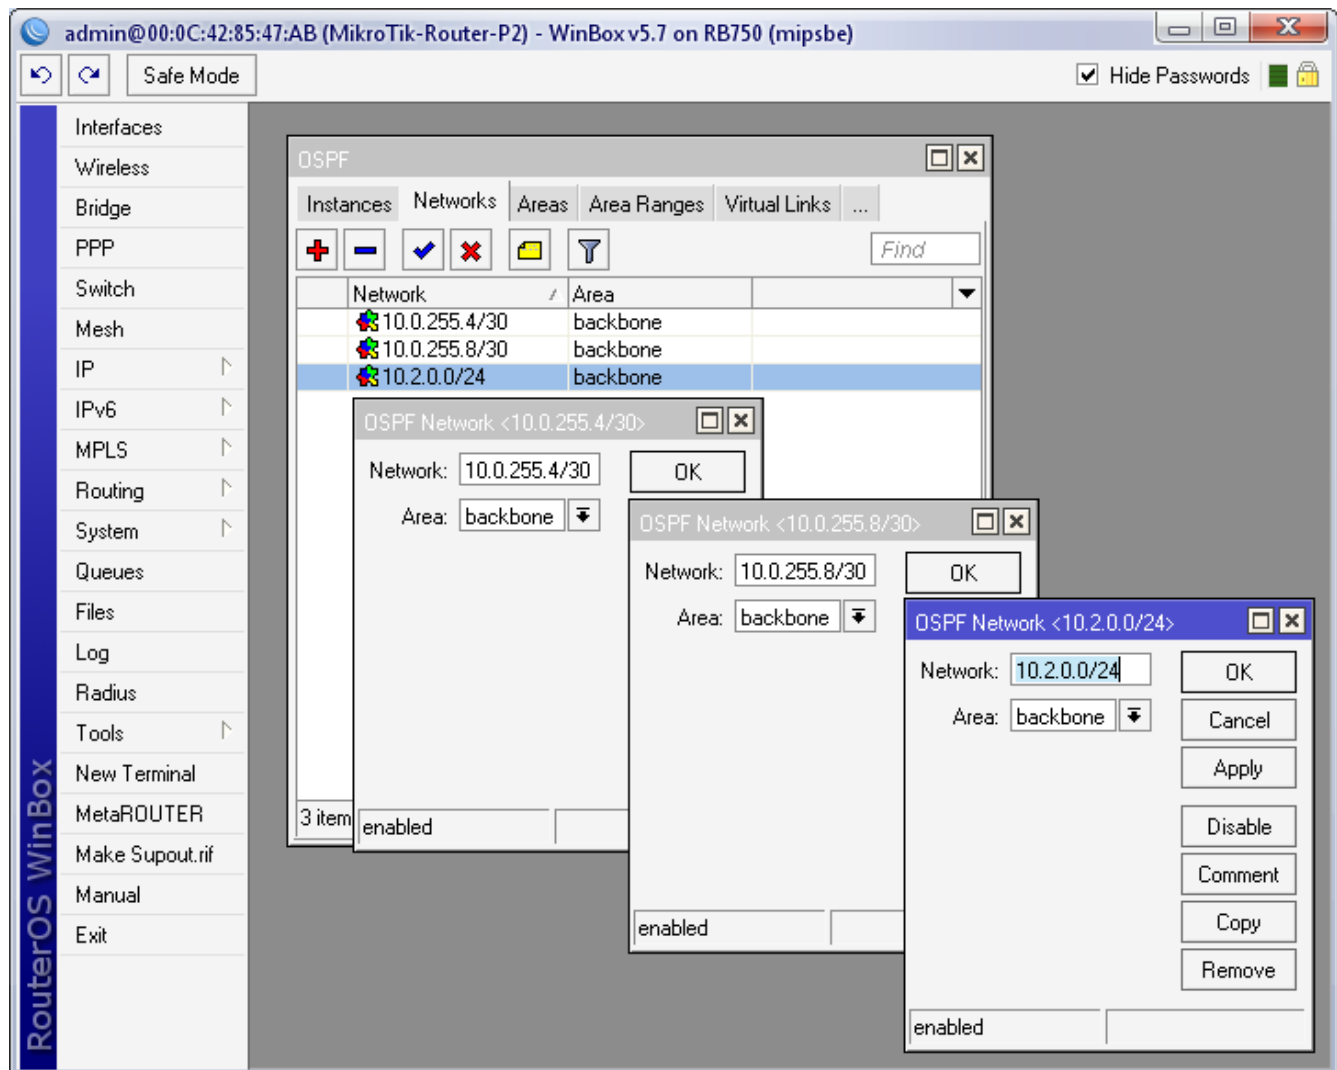 admin@00:0C:42:85:47:AB (MikroTik-Router-P2) - WinBox v5.7 on RB750 (mipsbe)
Safe Mode
Hide Passwords
Interfaces
Wireless
Bridge
PPP
Switch
Mesh
IP
IPv6
MPLS
Routing
System
Queues
Files
Log
Radius
Tools
New Terminal
MetaROUTER
Make Supout.rif
Manual
Exit
RouterOS WinBox
OSPF
Instances Networks Areas Area Ranges Virtual Links ...
Find
Network Area
10.0.255.4/30 backbone
10.0.255.8/30 backbone
10.2.0.0/24 backbone
3 item
OSPF Network <10.0.255.4/30>
Network: 10.0.255.4/30 OK
Area: backbone
enabled
OSPF Network <10.0.255.8/30>
Network: 10.0.255.8/30 OK
Area: backbone
enabled
OSPF Network <10.2.0.0/24>
Network: 10.2.0.0/24 OK
Area: backbone Cancel
Apply
Disable
Comment
Copy
Remove
enabled